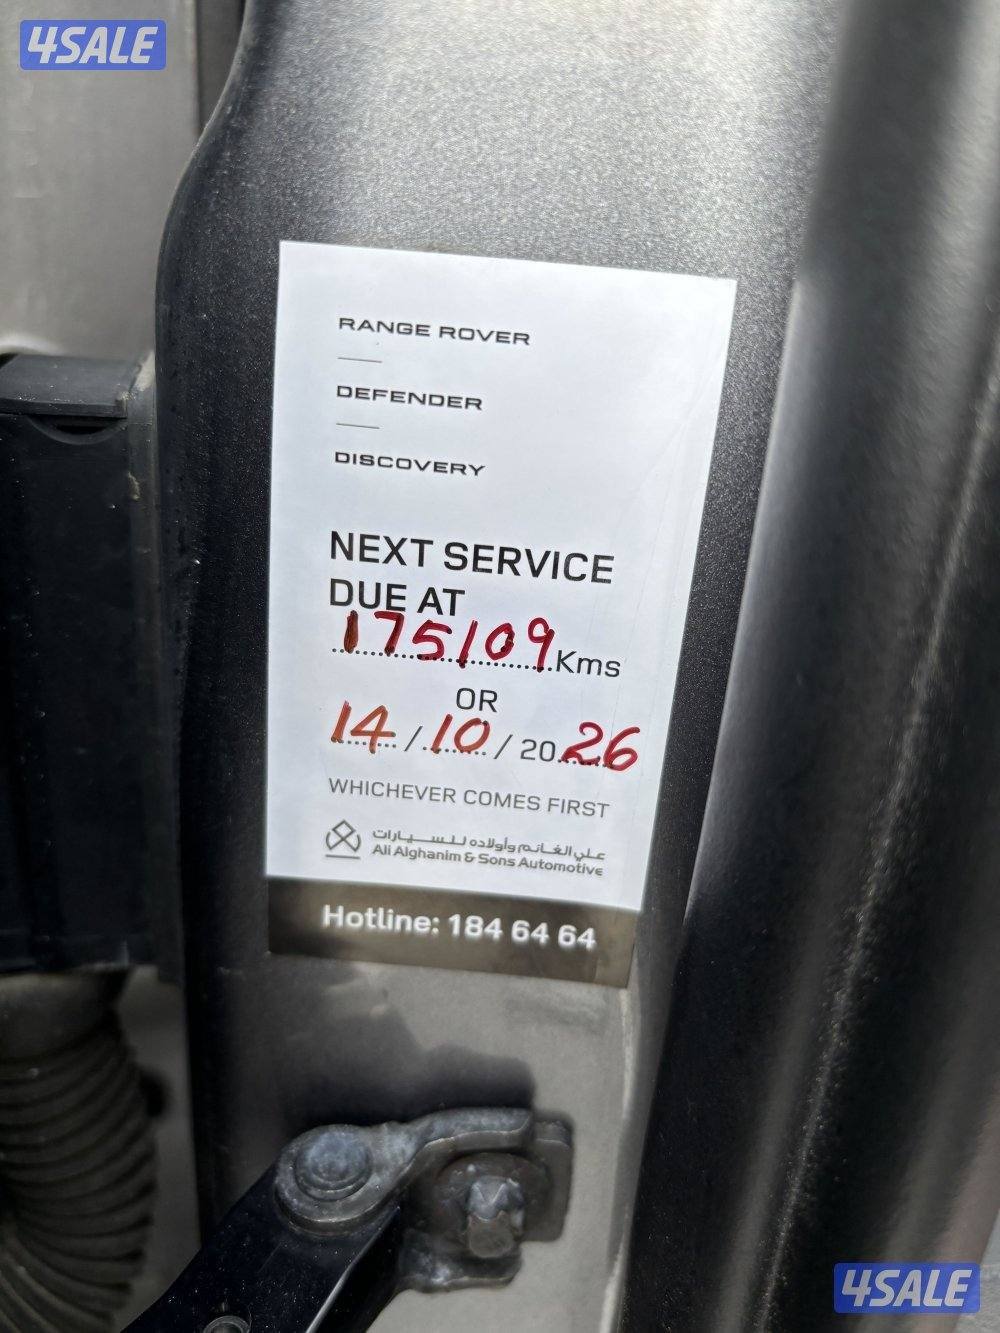 4SALE
RANGE ROVER
DEFENDER
DISCOVERY
NEXT SERVICE
DUE AT
175109 Kms
OR
14 / 10 / 2026
WHICHEVER COMES FIRST
علي الغانم وأولاده للسيارات
Ali Alghanim & Sons Automotive
Hotline: 184 64 64
4SALE